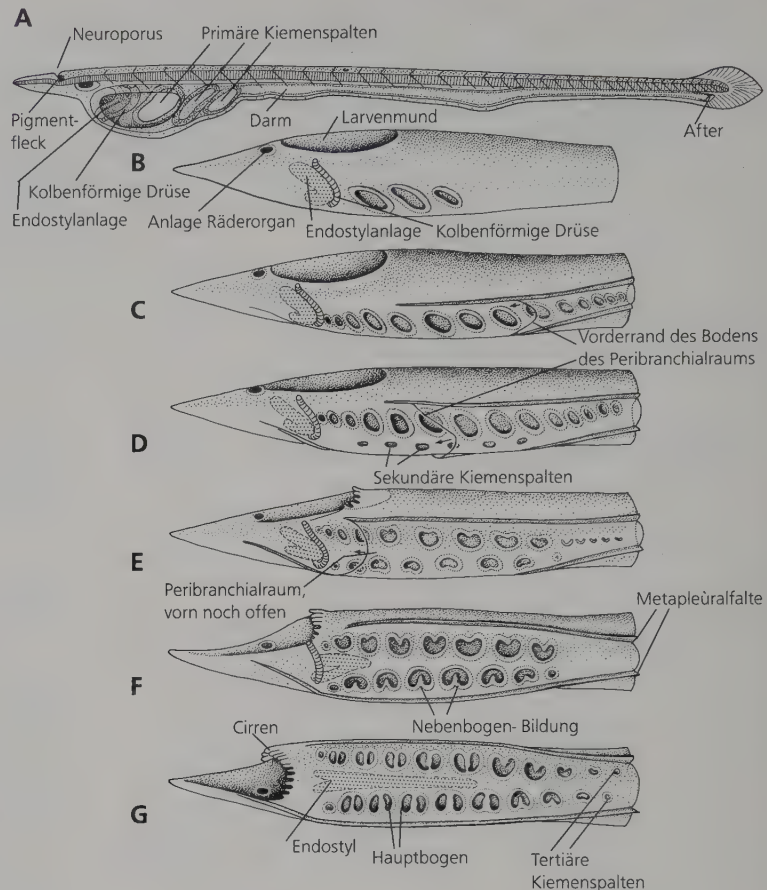 A
Neuroporus
Primäre Kiemenspalten
Pigment-
fleck
Darm
Larvenmund
After
B
Kolbenförmige Drüse
Endostylanlage
Anlage Räderorgan
Endostylanlage
Kolbenförmige Drüse
C
Vorderrand des Bodens
des Peribranchialraums
D
Sekundäre Kiemenspalten
E
Peribranchialraum,
vorn noch offen
Metapleùralfalte
F
Nebenbogen- Bildung
Cirren
G
Endostyl
Hauptbogen
Tertiäre
Kiemenspalten